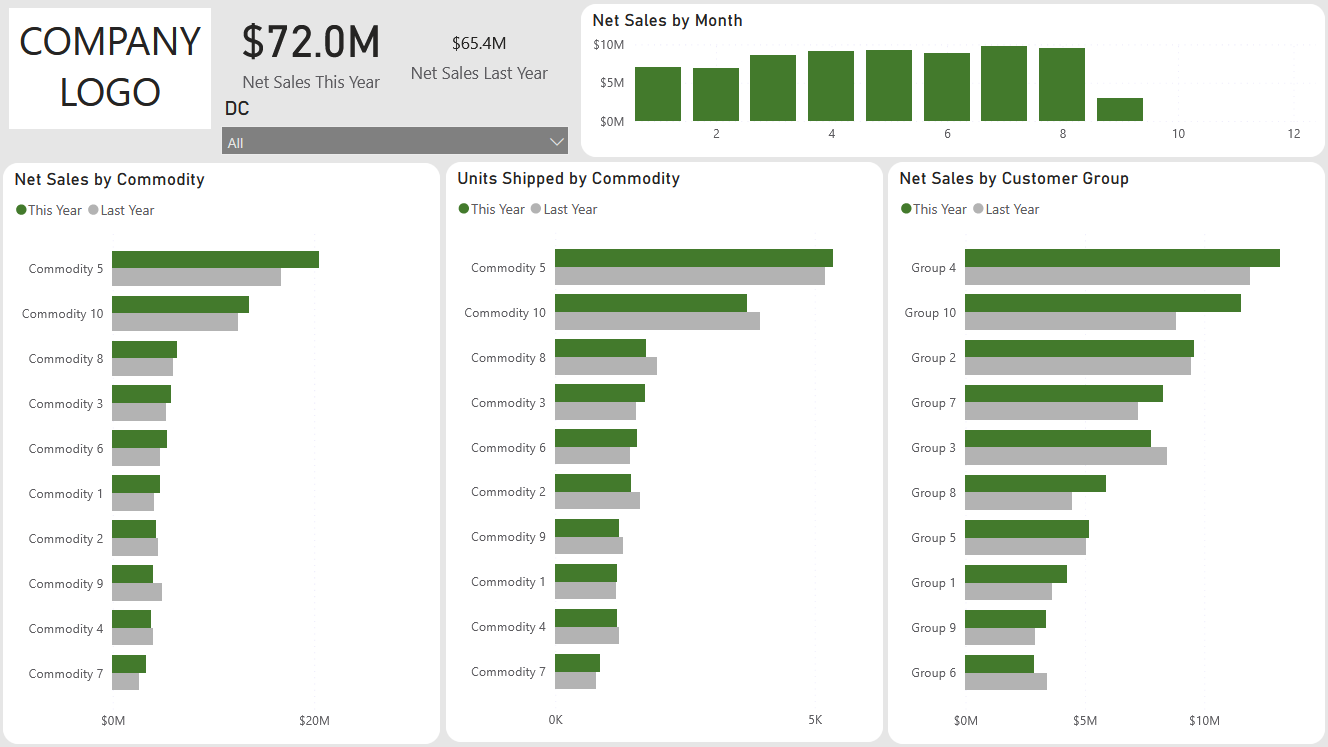 COMPANY
LOGO
$72.0M
Net Sales This Year
$65.4M
Net Sales Last Year
DC
All
Net Sales by Month
$10M
$5M
$0M
2 4 6 8 10 12
Net Sales by Commodity
This Year Last Year
Commodity 5
Commodity 10
Commodity 8
Commodity 3
Commodity 6
Commodity 1
Commodity 2
Commodity 9
Commodity 4
Commodity 7
$0M $20M
Units Shipped by Commodity
This Year Last Year
Commodity 5
Commodity 10
Commodity 8
Commodity 3
Commodity 6
Commodity 2
Commodity 9
Commodity 1
Commodity 4
Commodity 7
0K 5K
Net Sales by Customer Group
This Year Last Year
Group 4
Group 10
Group 2
Group 7
Group 3
Group 8
Group 5
Group 1
Group 9
Group 6
$0M $5M $10M